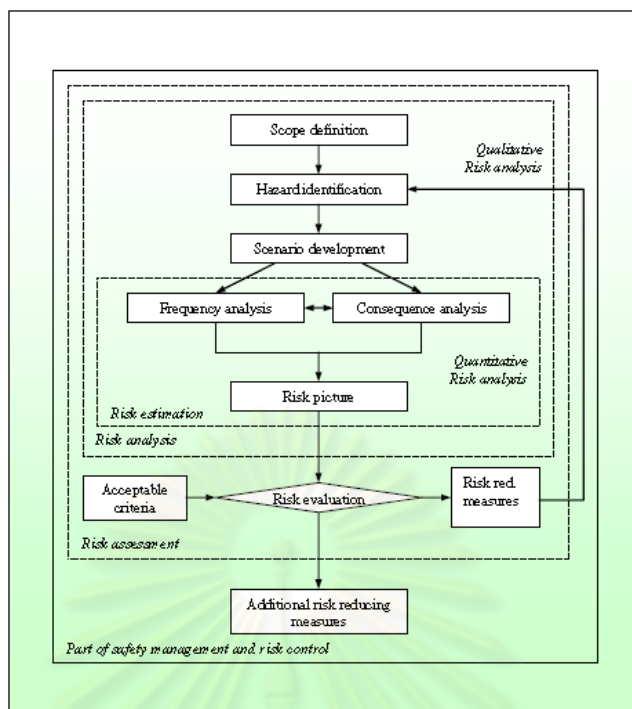 Scope definition
Qualitative
Risk analysis
Hazard identification
Scenario development
Frequency analysis
Consequence analysis
Quantitative
Risk analysis
Risk picture
Risk estimation
Risk analysis
Acceptable
criteria
Risk evaluation
Risk red.
measures
Risk assessment
Additional risk reducing
measures
Part of safety management and risk control